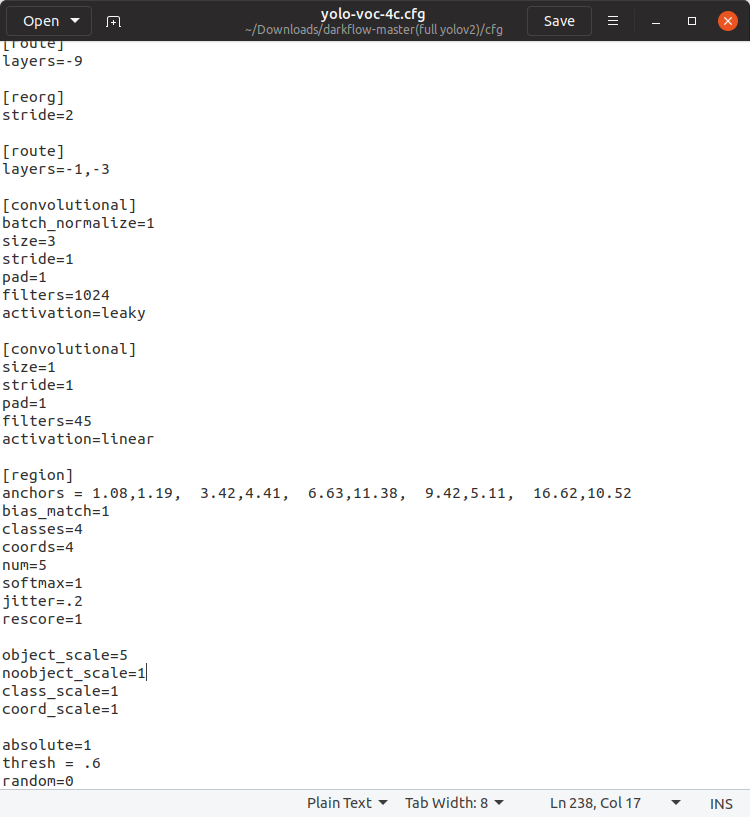 Open
yolo-voc-4c.cfg
~/Downloads/darkflow-master(full yolov2)/cfg
Save
[route]
layers=-9
[reorg]
stride=2
[route]
layers=-1,-3
[convolutional]
batch_normalize=1
size=3
stride=1
pad=1
filters=1024
activation=leaky
[convolutional]
size=1
stride=1
pad=1
filters=45
activation=linear
[region]
anchors = 1.08,1.19,  3.42,4.41,  6.63,11.38,  9.42,5.11,  16.62,10.52
bias_match=1
classes=4
coords=4
num=5
softmax=1
jitter=.2
rescore=1
object_scale=5
noobject_scale=1
class_scale=1
coord_scale=1
absolute=1
thresh = .6
random=0
Plain Text
Tab Width: 8
Ln 238, Col 17
INS